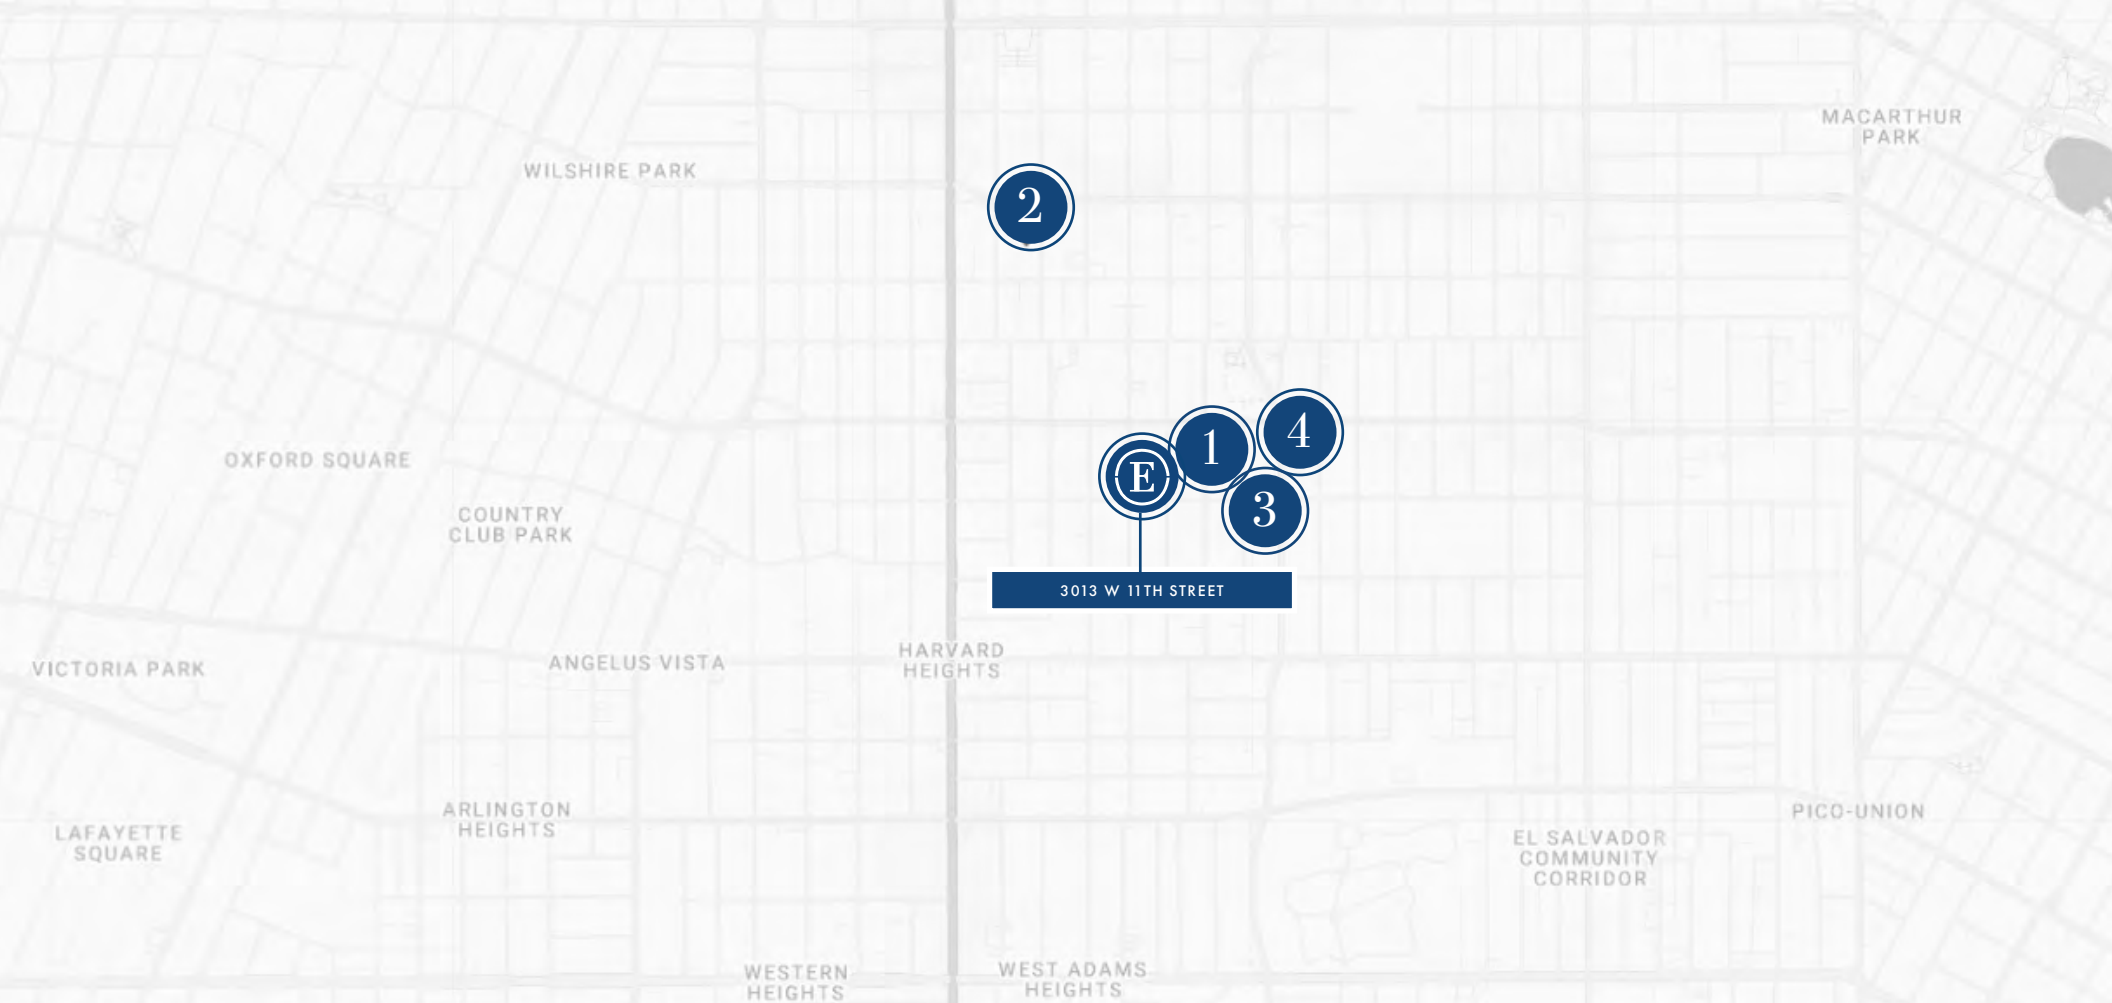 MACARTHUR
PARK
WILSHIRE PARK
2
4
1
E
3
OXFORD SQUARE
COUNTRY
CLUB PARK
3013 W 11TH STREET
HARVARD
HEIGHTS
VICTORIA PARK
ANGELUS VISTA
ARLINGTON
HEIGHTS
PICO-UNION
LAFAYETTE
SQUARE
EL SALVADOR
COMMUNITY
CORRIDOR
WESTERN
HEIGHTS
WEST ADAMS
HEIGHTS